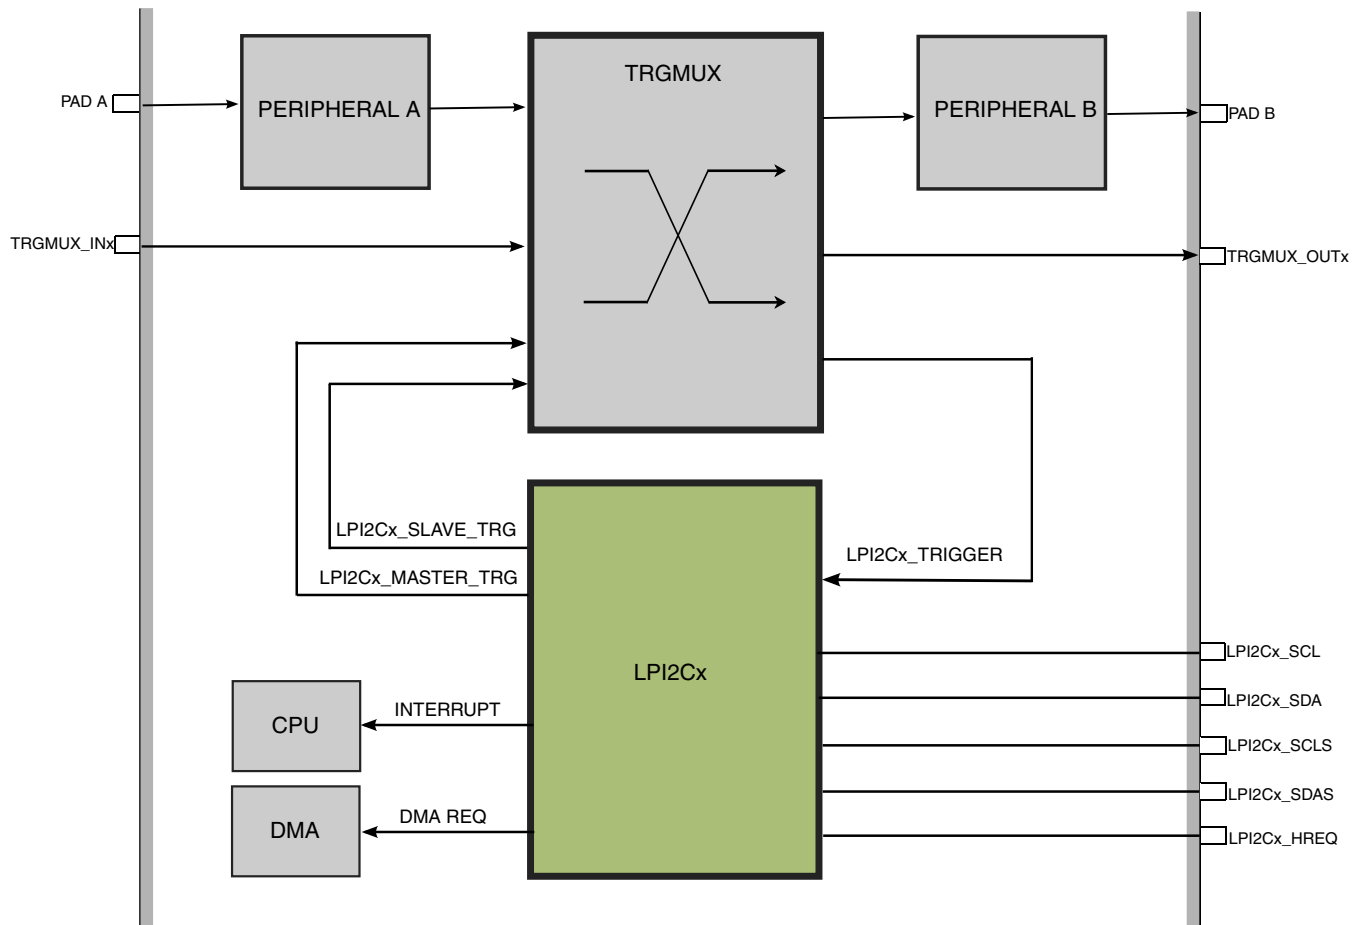 TRGMUX
PAD A
PERIPHERAL A
PERIPHERAL B
PAD B
TRGMUX_INx
TRGMUX_OUTx
LPI2Cx_SLAVE_TRG
LPI2Cx_TRIGGER
LPI2Cx_MASTER_TRG
LPI2Cx
LPI2Cx_SCL
LPI2Cx_SDA
INTERRUPT
CPU
LPI2Cx_SCLS
LPI2Cx_SDAS
DMA REQ
DMA
LPI2Cx_HREQ